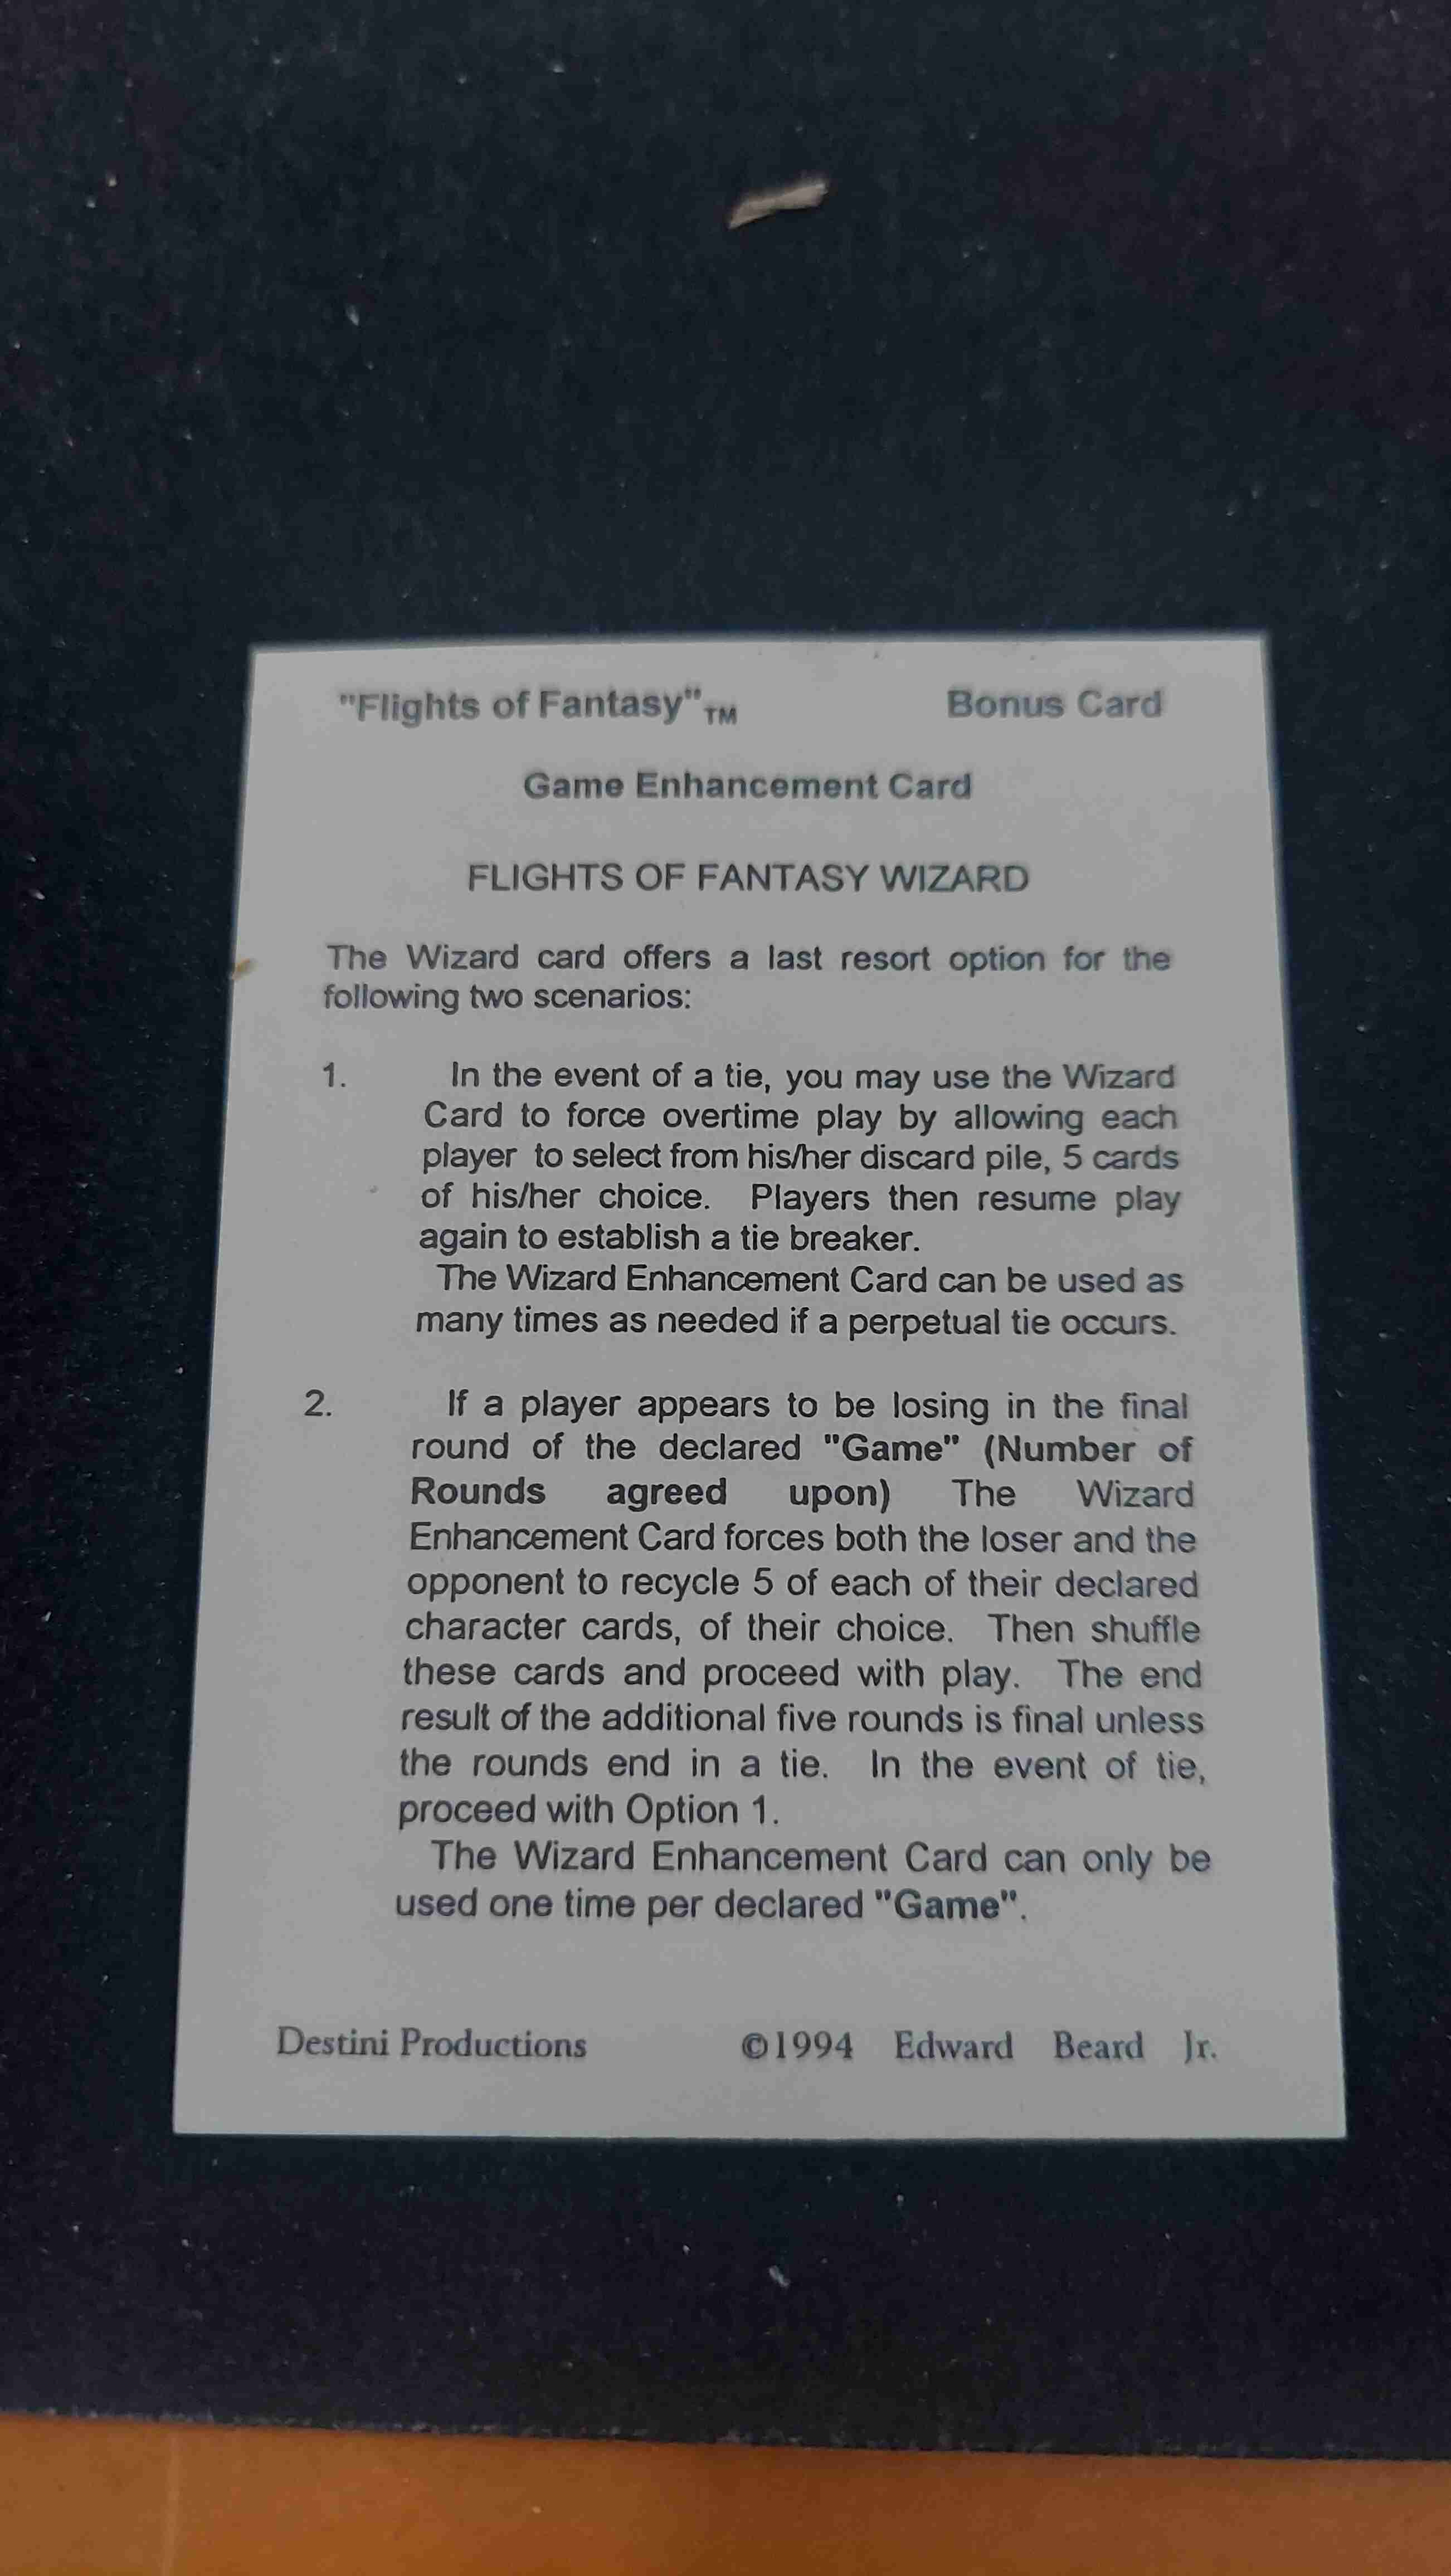 "Flights of Fantasy"TM Bonus Card
Game Enhancement Card
FLIGHTS OF FANTASY WIZARD
The Wizard card offers a last resort option for the
following two scenarios:
1. In the event of a tie, you may use the Wizard
Card to force overtime play by allowing each
player to select from his/her discard pile, 5 cards
of his/her choice. Players then resume play
again to establish a tie breaker.
The Wizard Enhancement Card can be used as
many times as needed if a perpetual tie occurs.
2. If a player appears to be losing in the final
round of the declared "Game" (Number of
Rounds agreed upon) The Wizard
Enhancement Card forces both the loser and the
opponent to recycle 5 of each of their declared
character cards, of their choice. Then shuffle
these cards and proceed with play. The end
result of the additional five rounds is final unless
the rounds end in a tie. In the event of tie,
proceed with Option 1.
The Wizard Enhancement Card can only be
used one time per declared "Game".
Destini Productions ©1994 Edward Beard Jr.